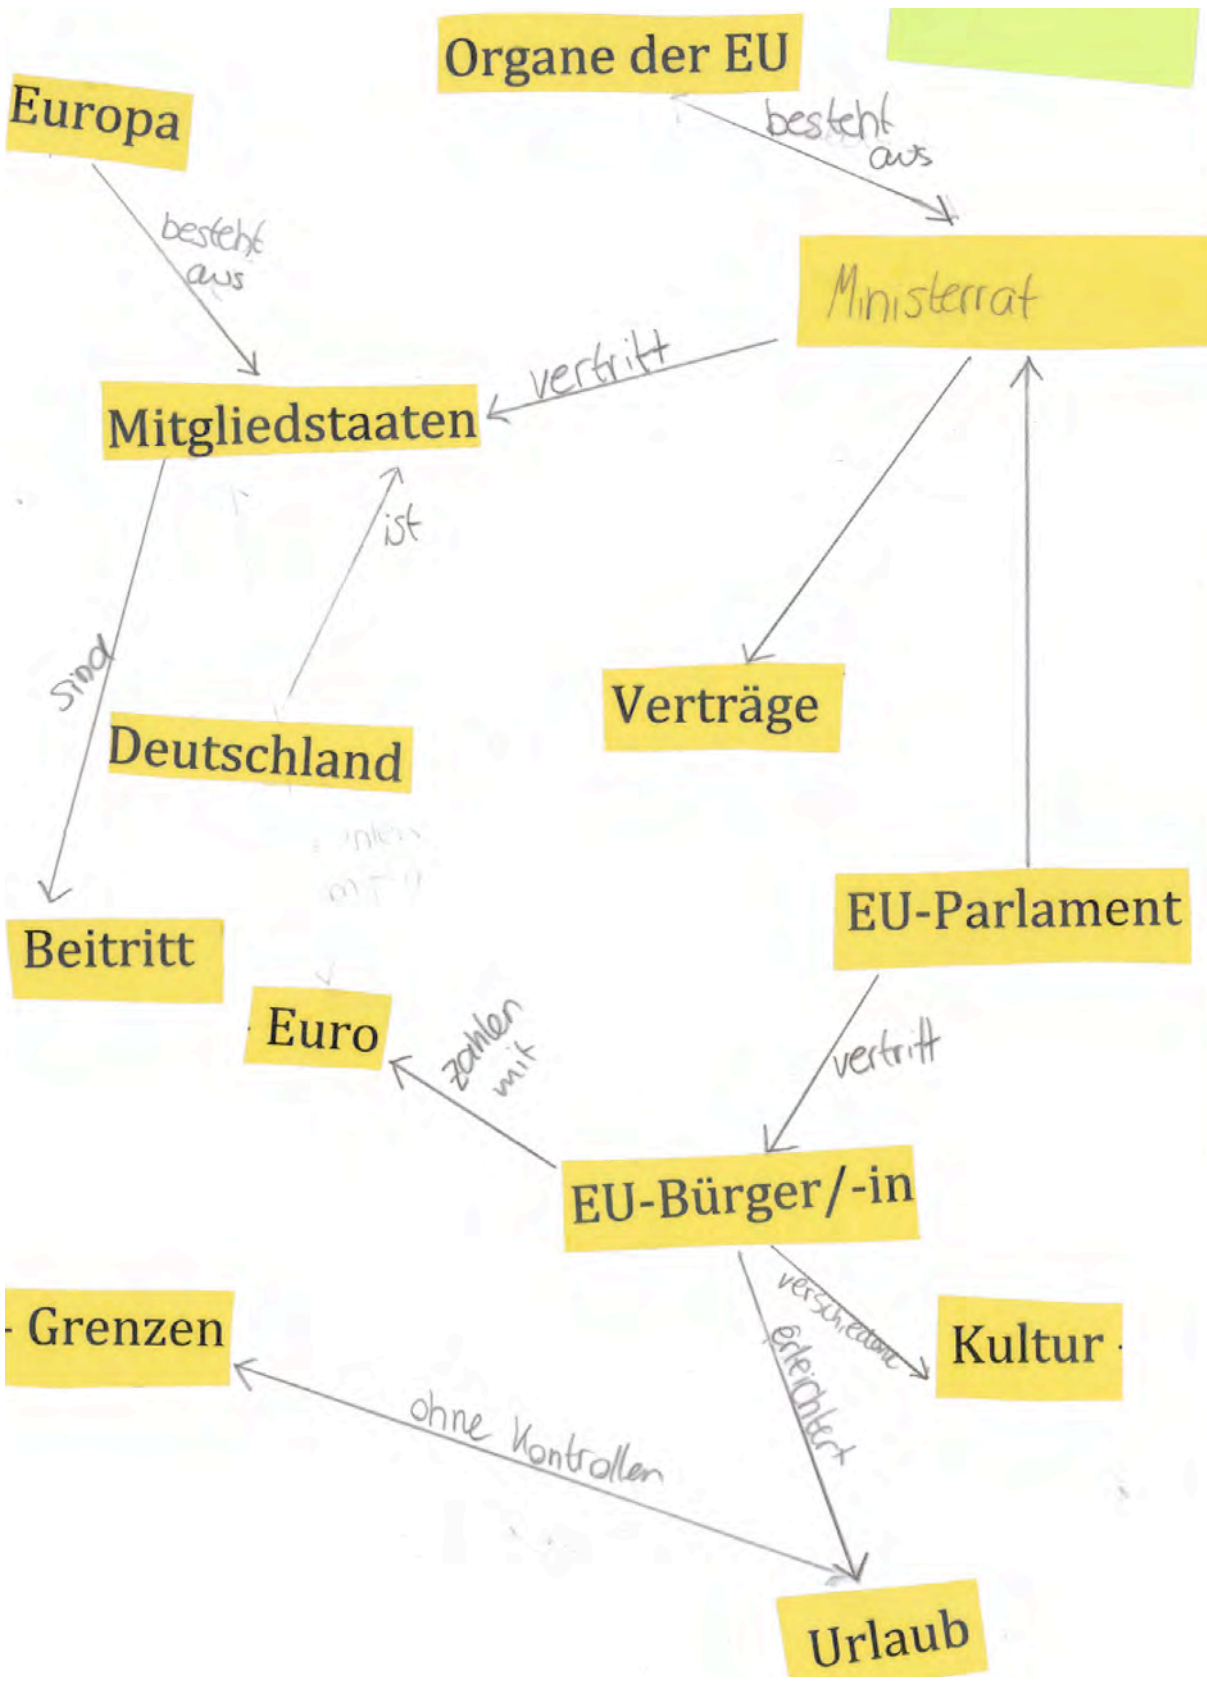 Organe der EU
Europa
besteht
aus
besteht
aus
Ministerrat
vertritt
Mitgliedstaaten
ist
sind
Verträge
Deutschland
EU-Parlament
Beitritt
Euro
zahlen
mit
vertritt
EU-Bürger/-in
verschiedene
- Grenzen
erleichtert
Kultur
ohne Kontrollen
Urlaub